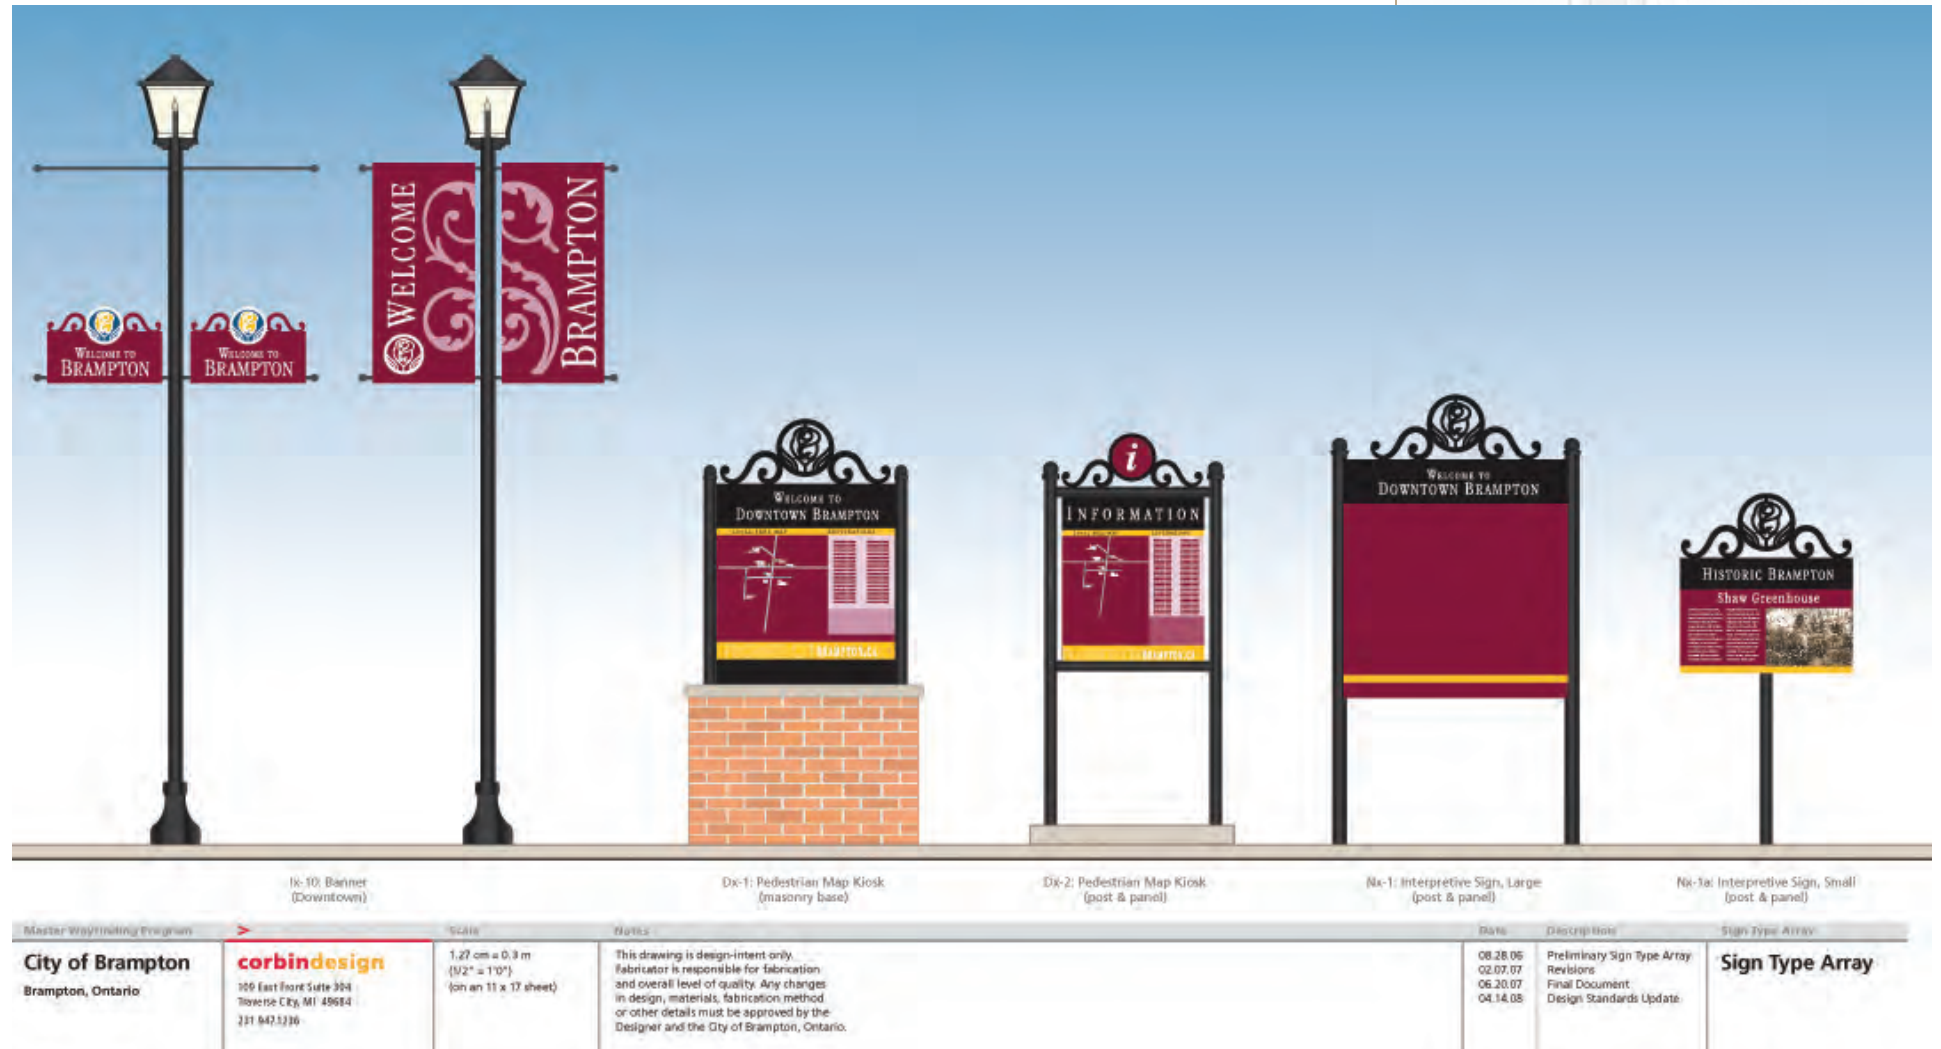 WELCOME TO
BRAMPTON
WELCOME TO
BRAMPTON
WELCOME
BRAMPTON
WELCOME TO
DOWNTOWN BRAMPTON
BRAMPTON.CA
i
INFORMATION
BRAMPTON.CA
WELCOME TO
DOWNTOWN BRAMPTON
HISTORIC BRAMPTON
Shaw Greenhouse
Ix-10: Banner
(Downtown)
Dx-1: Pedestrian Map Kiosk
(masonry base)
Dx-2: Pedestrian Map Kiosk
(post & panel)
Nx-1: Interpretive Sign, Large
(post & panel)
Nx-1a: Interpretive Sign, Small
(post & panel)
Master Wayfinding Program
City of Brampton
Brampton, Ontario
>
corbindesign
109 East Front Suite 304
Traverse City, MI 49684
231 947.1236
Scale
1.27 cm = 0.3 m
(1/2" = 1'0")
(on an 11 x 17 sheet)
Notes
This drawing is design-intent only.
Fabricator is responsible for fabrication
and overall level of quality. Any changes
in design, materials, fabrication method
or other details must be approved by the
Designer and the City of Brampton, Ontario.
Date
08.28.06
02.07.07
06.20.07
04.14.08
Description
Preliminary Sign Type Array
Revisions
Final Document
Design Standards Update
Sign Type Array
Sign Type Array